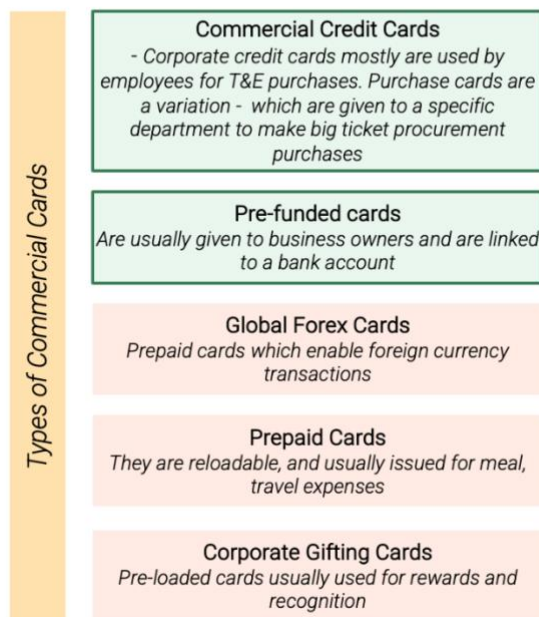 Types of Commercial Cards
Commercial Credit Cards
- Corporate credit cards mostly are used by
employees for T&E purchases. Purchase cards are
a variation - which are given to a specific
department to make big ticket procurement
purchases
Pre-funded cards
Are usually given to business owners and are linked
to a bank account
Global Forex Cards
Prepaid cards which enable foreign currency
transactions
Prepaid Cards
They are reloadable, and usually issued for meal,
travel expenses
Corporate Gifting Cards
Pre-loaded cards usually used for rewards and
recognition